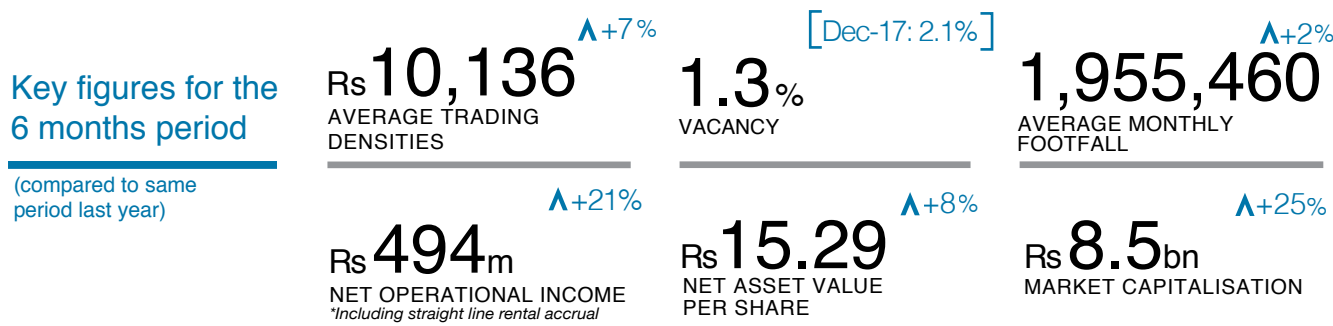 Key figures for the
6 months period
(compared to same
period last year)
+7%
Rs 10,136
AVERAGE TRADING
DENSITIES
[Dec-17: 2.1%]
1.3%
VACANCY
+2%
1,955,460
AVERAGE MONTHLY
FOOTFALL
+21%
Rs 494m
NET OPERATIONAL INCOME
*Including straight line rental accrual
+8%
Rs 15.29
NET ASSET VALUE
PER SHARE
+25%
Rs 8.5bn
MARKET CAPITALISATION